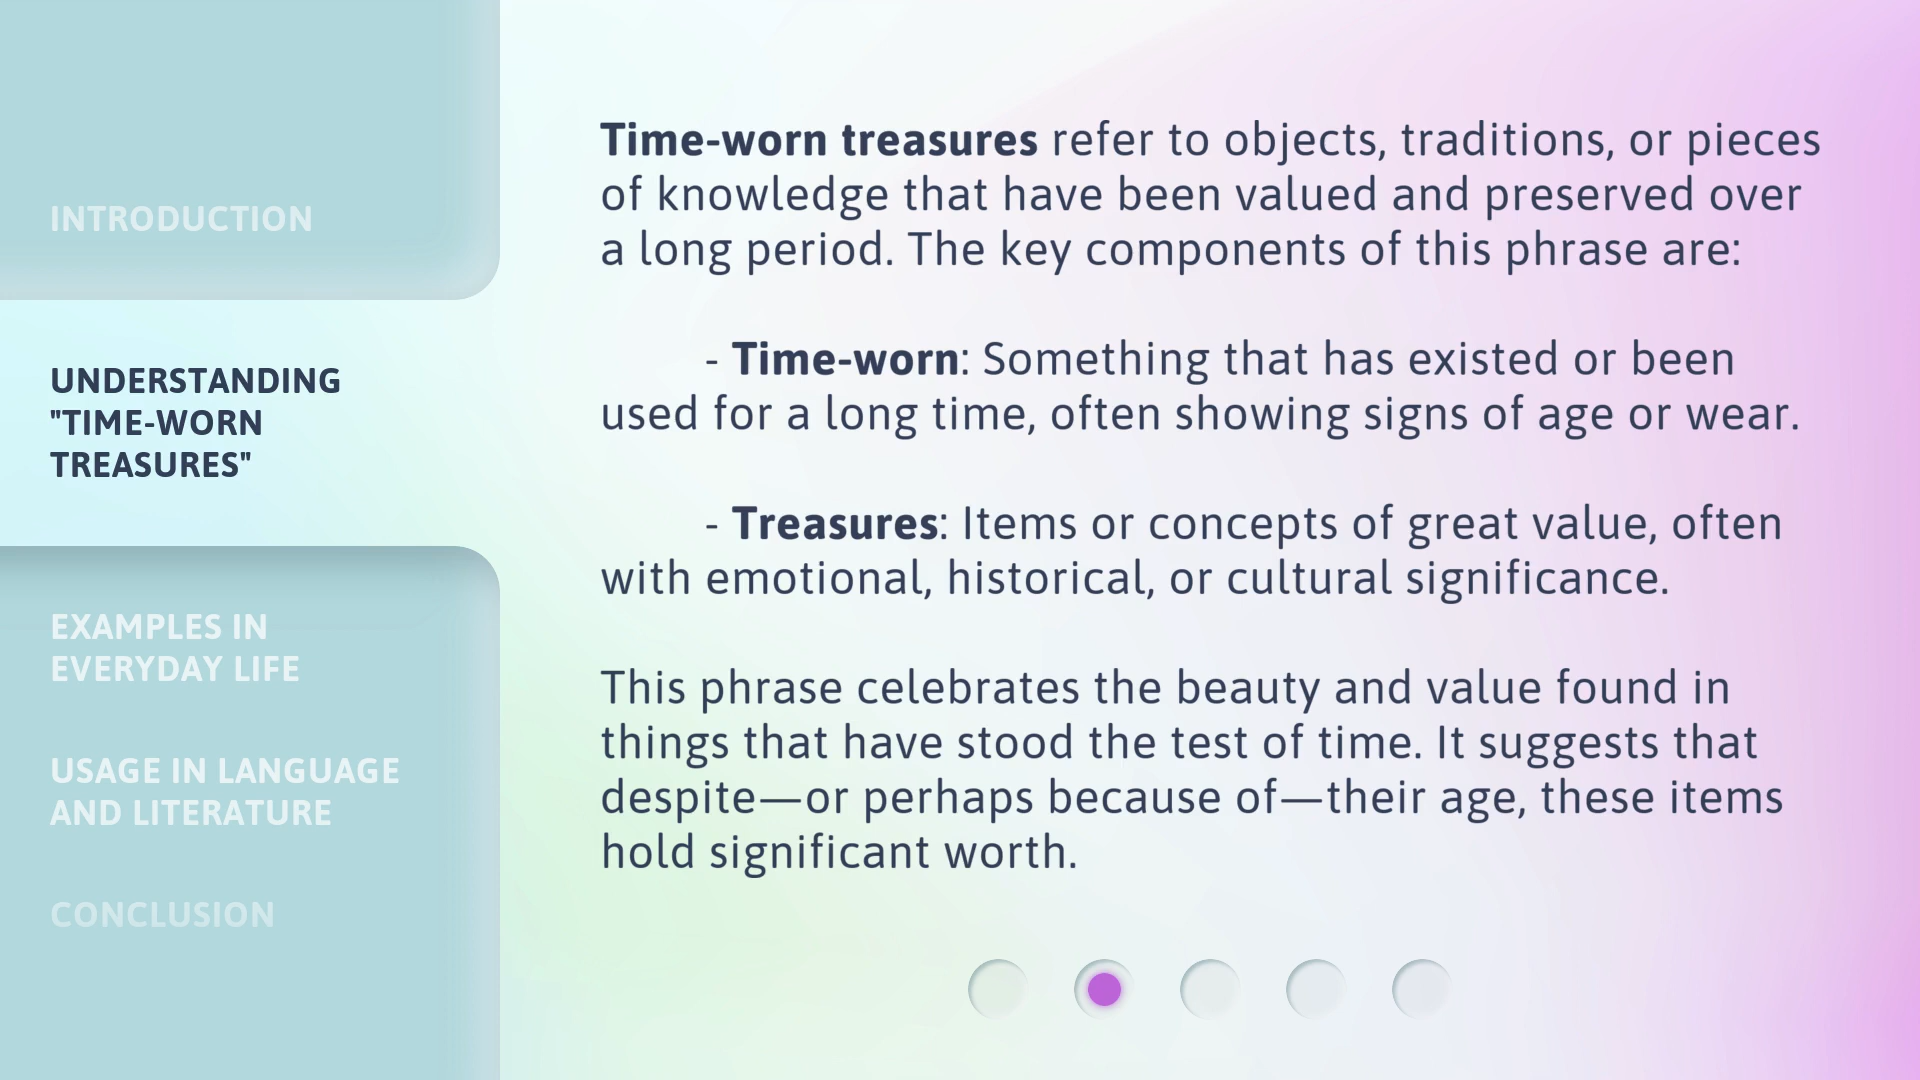 INTRODUCTION
UNDERSTANDING
"TIME-WORN
TREASURES"
EXAMPLES IN
EVERYDAY LIFE
USAGE IN LANGUAGE
AND LITERATURE
CONCLUSION
Time-worn treasures refer to objects, traditions, or pieces
of knowledge that have been valued and preserved over
a long period. The key components of this phrase are:
- Time-worn: Something that has existed or been
used for a long time, often showing signs of age or wear.
- Treasures: Items or concepts of great value, often
with emotional, historical, or cultural significance.
This phrase celebrates the beauty and value found in
things that have stood the test of time. It suggests that
despite—or perhaps because of—their age, these items
hold significant worth.